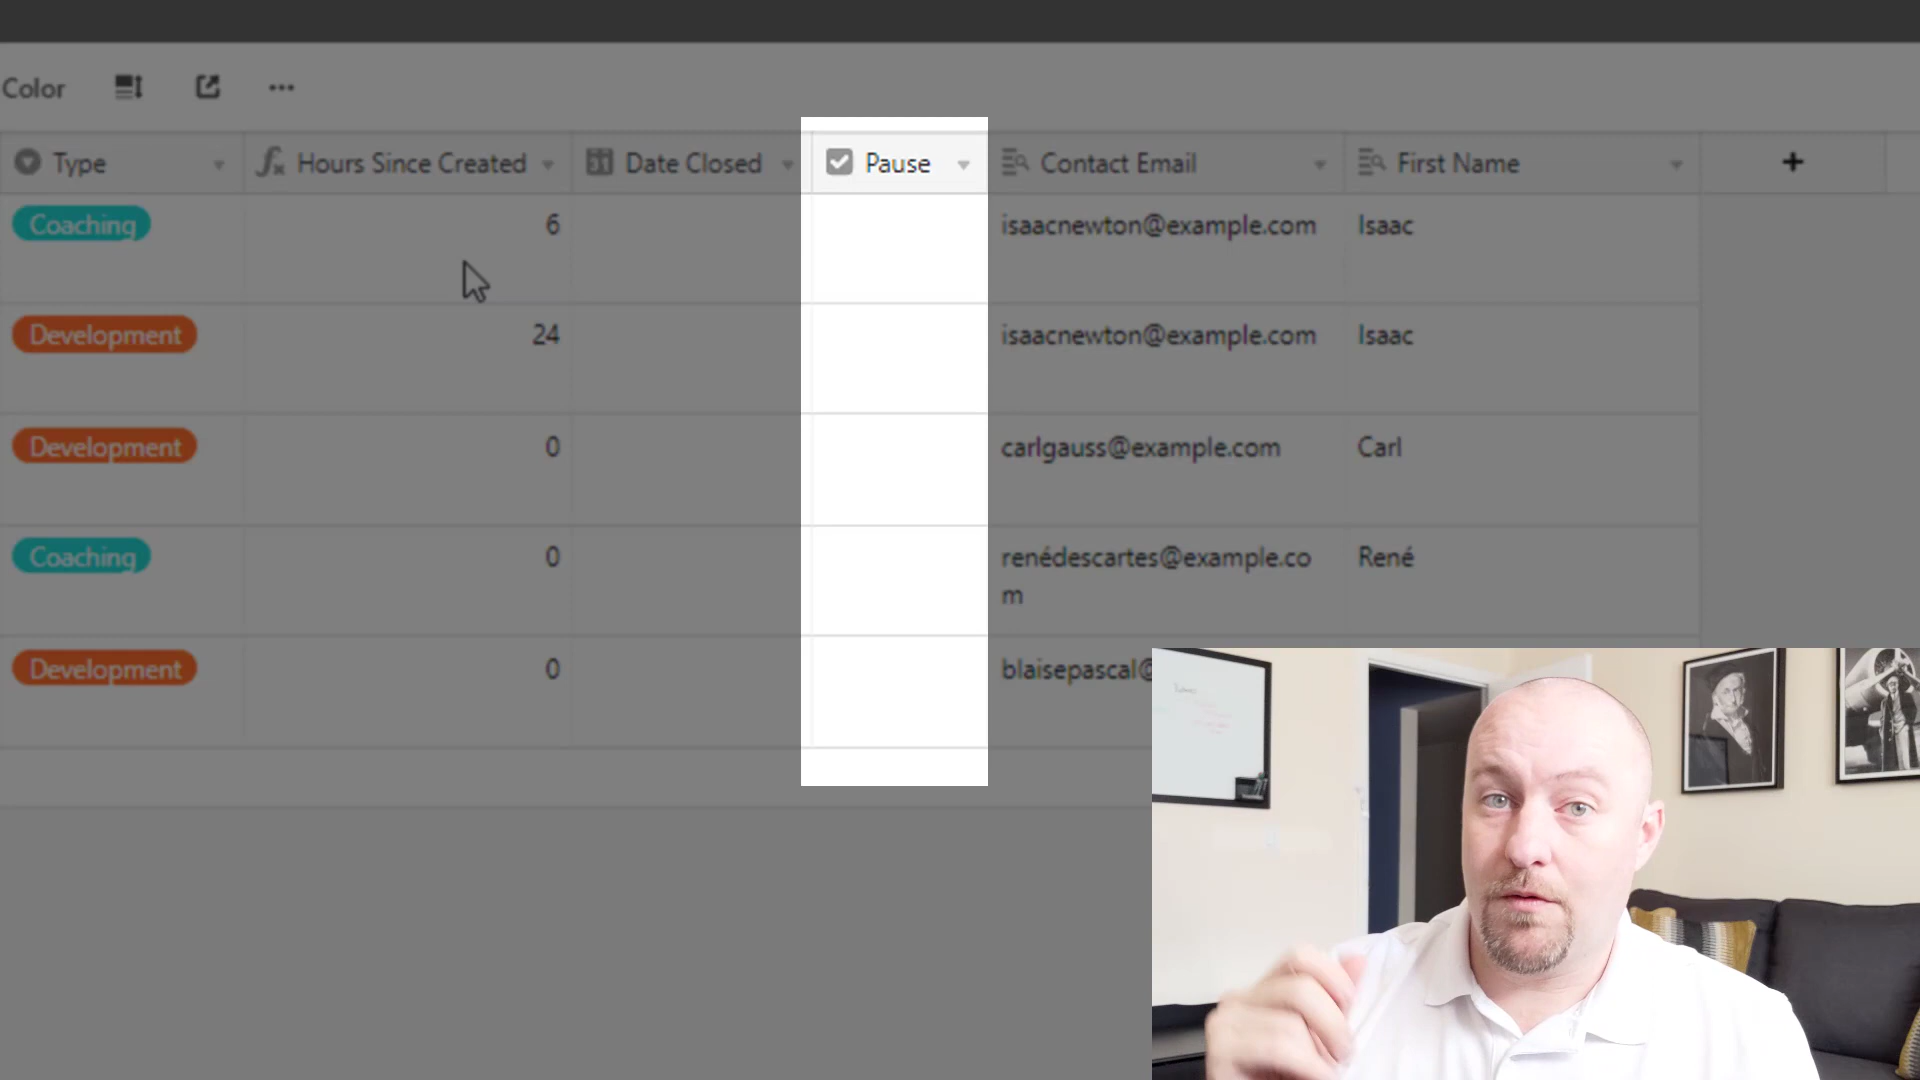 Color
Type
Hours Since Created
Date Closed
Pause
Contact Email
First Name
Coaching
6
isaacnewton@example.com
Isaac
Development
24
isaacnewton@example.com
Isaac
Development
0
carlgauss@example.com
Carl
Coaching
0
renédescartes@example.co
m
René
Development
0
blaisepascal@